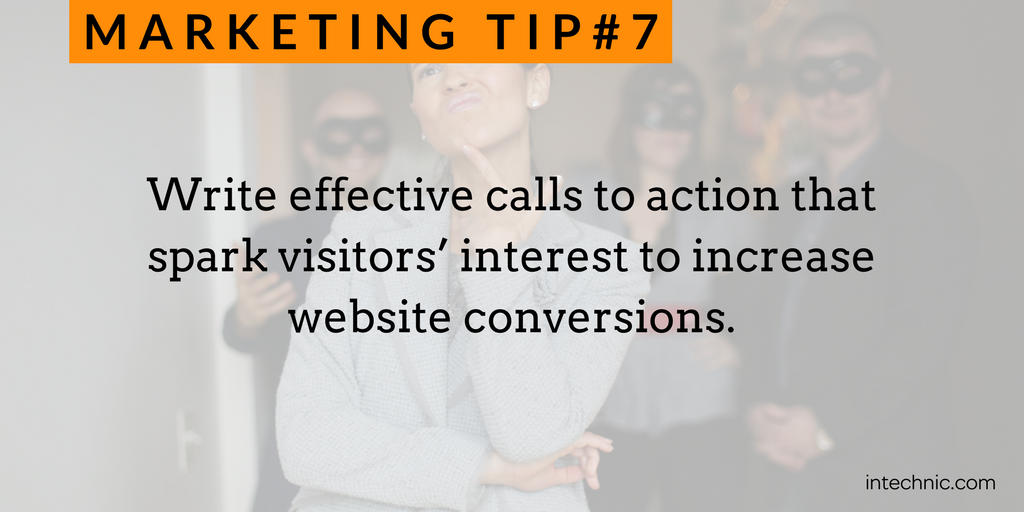 MARKETING TIP#7
Write effective calls to action that
spark visitors’ interest to increase
website conversions.
intechnic.com